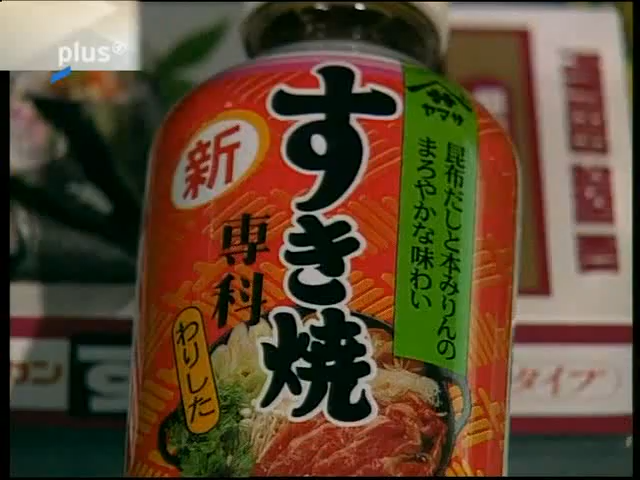 plus
新
すき焼
専科
わりした
ヤマサ
昆布だしと本みりんの
まろやかな味わい
タイプ